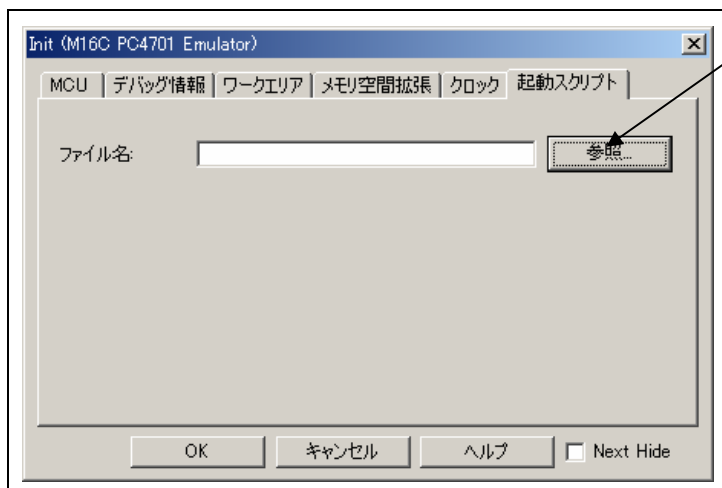 Init (M16C PC4701 Emulator)
MCU デバッグ情報 ワークエリア メモリ空間拡張 クロック 起動スクリプト
ファイル名: 参照...
OK キャンセル ヘルプ Next Hide